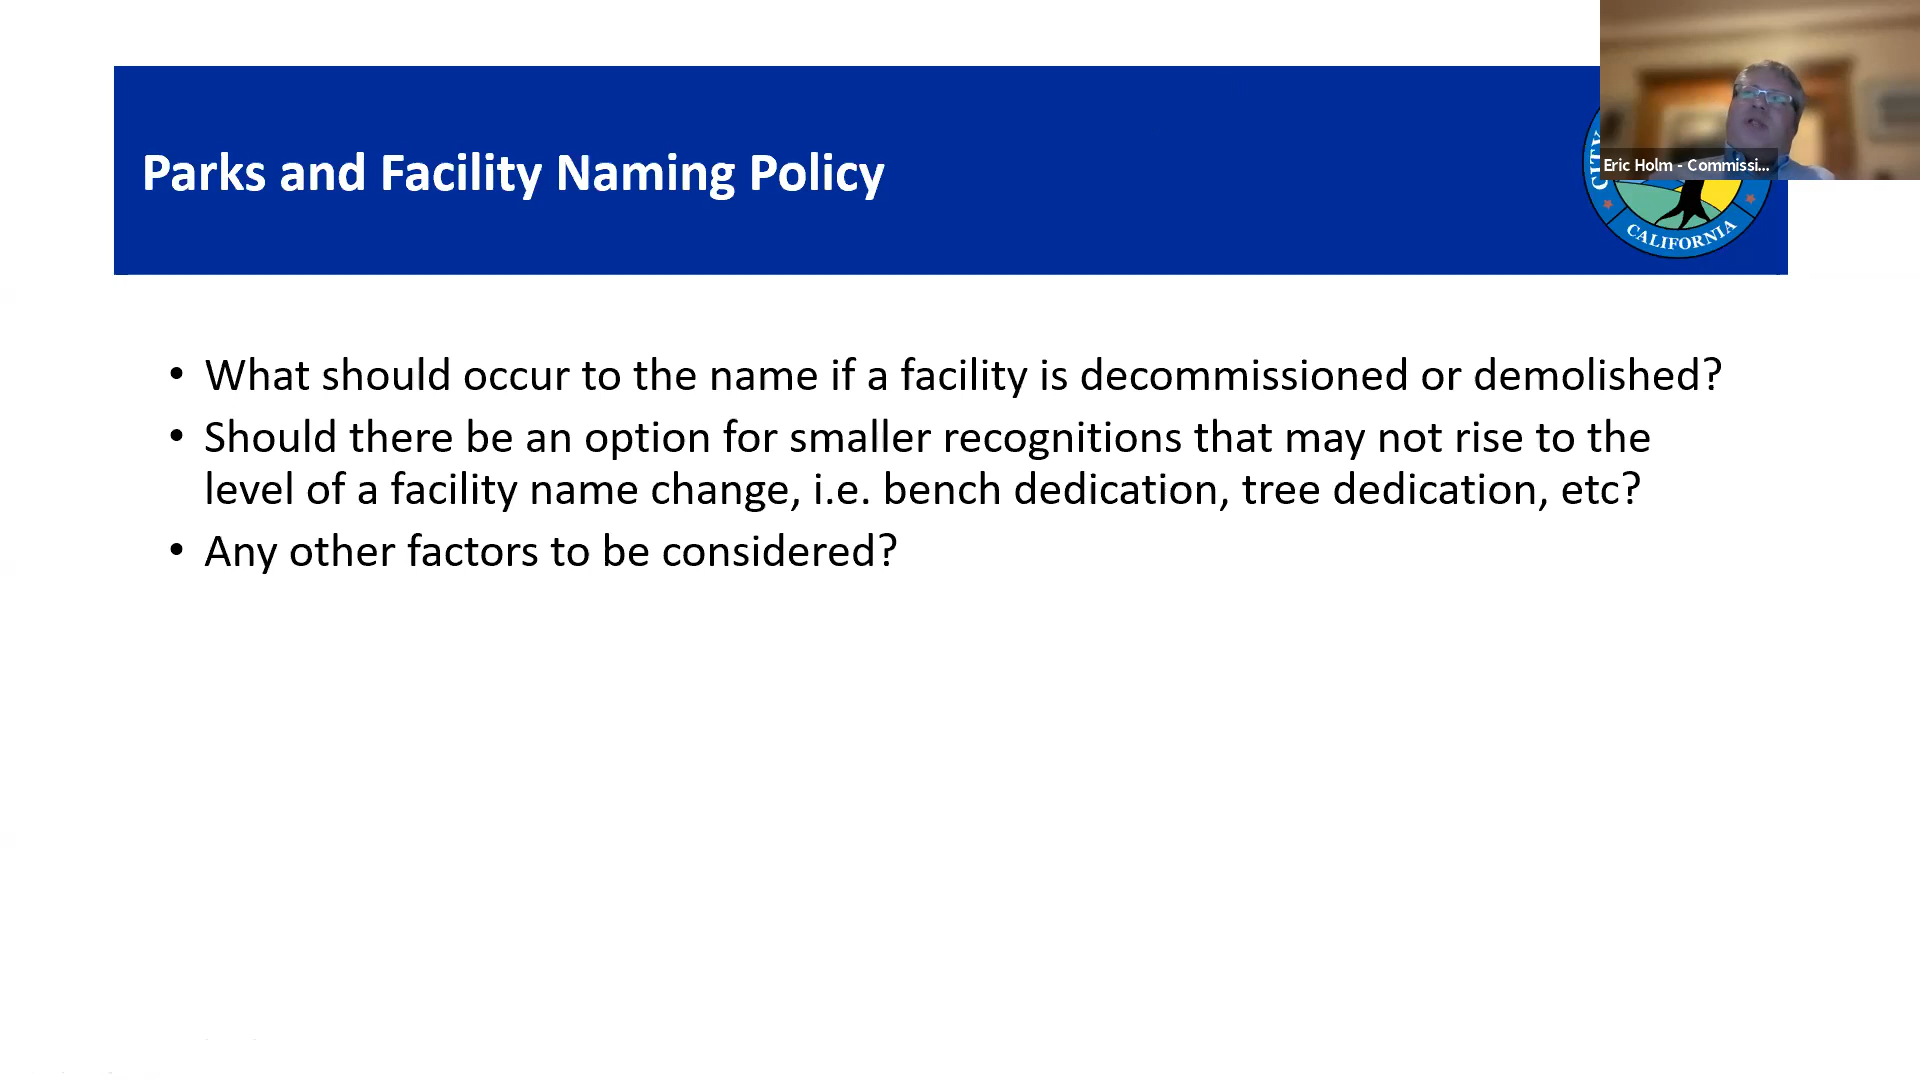 Parks and Facility Naming Policy
Eric Holm - Commissi...
CALIFORNIA
• What should occur to the name if a facility is decommissioned or demolished?
• Should there be an option for smaller recognitions that may not rise to the
level of a facility name change, i.e. bench dedication, tree dedication, etc?
• Any other factors to be considered?